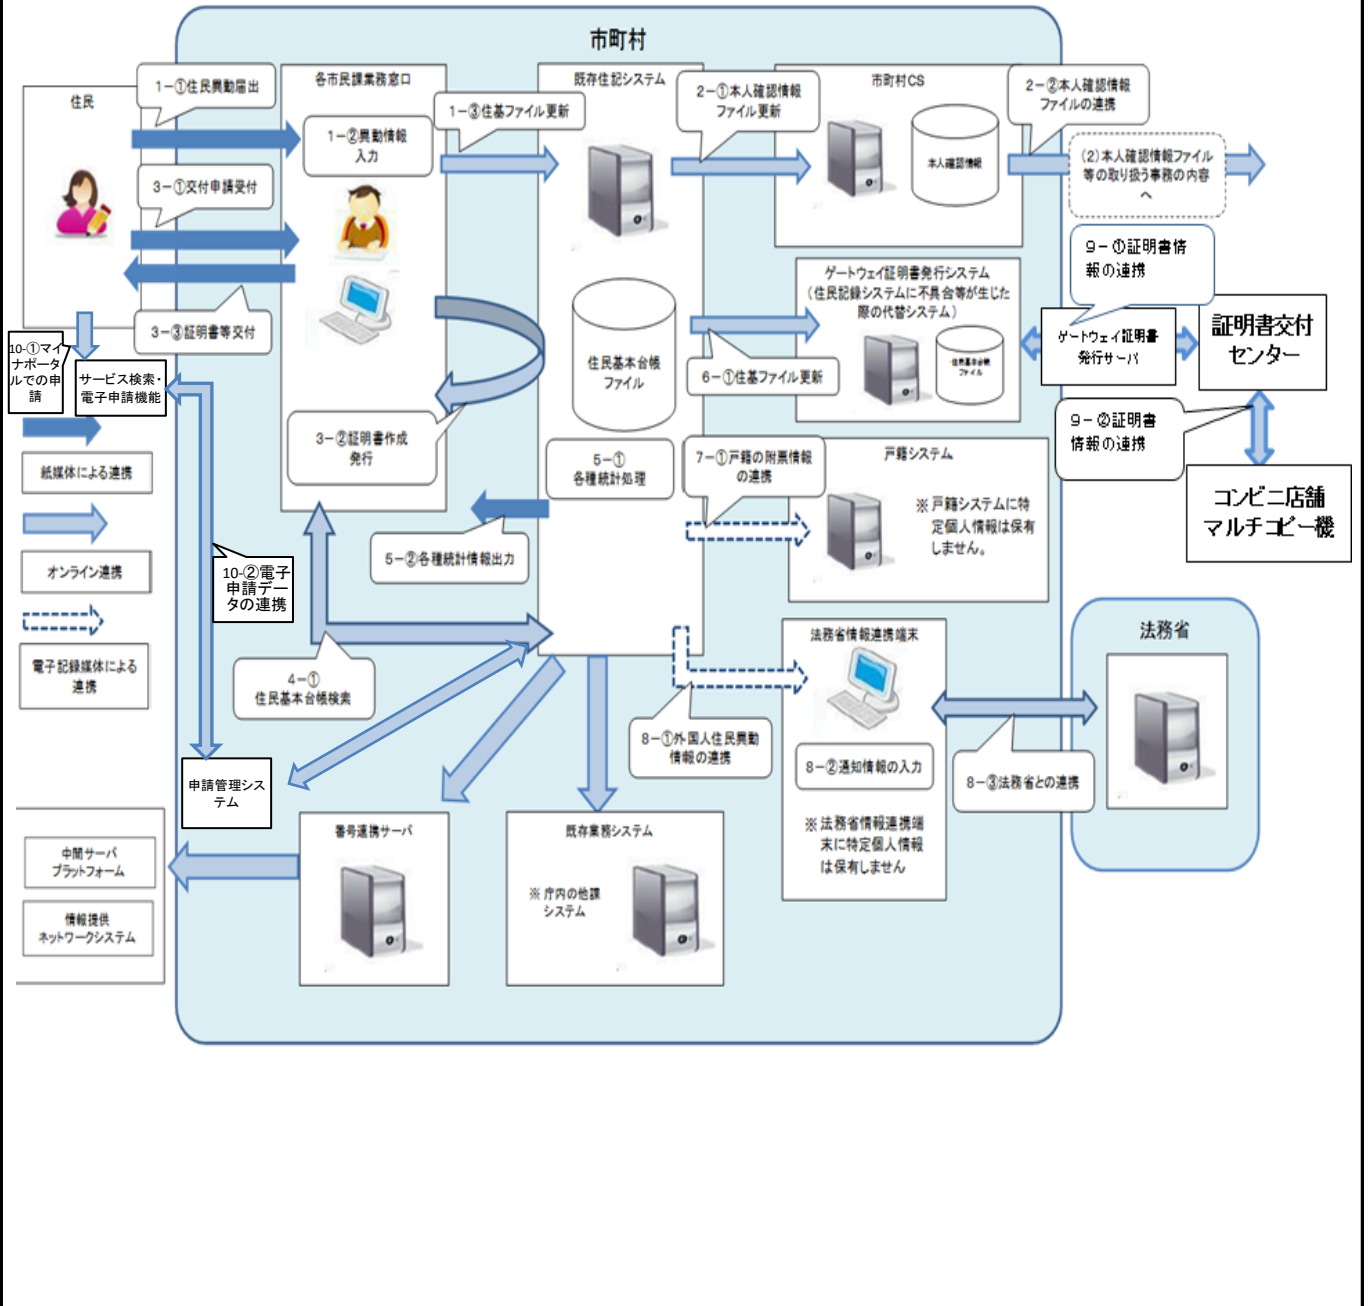 市町村
住民
1－①住民異動届出
3－①交付申請受付
3－③証明書等交付
各市民課業務窓口
1－②異動情報
入力
1－③住基ファイル更新
3－②証明書作成
発行
既存住記システム
住民基本台帳
ファイル
5－①
各種統計処理
5－②各種統計情報出力
2－①本人確認情報
ファイル更新
市町村CS
本人確認情報
2－②本人確認情報
ファイルの連携
(2)本人確認情報ファイル
等の取り扱う事務の内容
へ
ゲートウェイ証明書発行システム
（住民記録システムに不具合等が生じた
際の代替システム）
住民基本台帳
ファイル
6－①住基ファイル更新
9－①証明書情
報の連携
ゲートウェイ証明書
発行サーバ
証明書交付
センター
9－②証明書
情報の連携
コンビニ店舗
マルチコピー機
7－①戸籍の附票情報
の連携
戸籍システム
※戸籍システムに特
定個人情報は保有
しません。
10-①マイ
ナポータ
ルでの申
請
サービス検索・
電子申請機能
紙媒体による連携
オンライン連携
電子記録媒体による
連携
10-②電子
申請デー
タの連携
4－①
住民基本台帳検索
8－①外国人住民異動
情報の連携
法務省情報連携端末
8－②通知情報の入力
※法務省情報連携端
末に特定個人情報
は保有しません
8－③法務省との連携
法務省
申請管理シス
テム
番号連携サーバ
既存業務システム
※庁内の他課
システム
中間サーバ
プラットフォーム
情報提供
ネットワークシステム